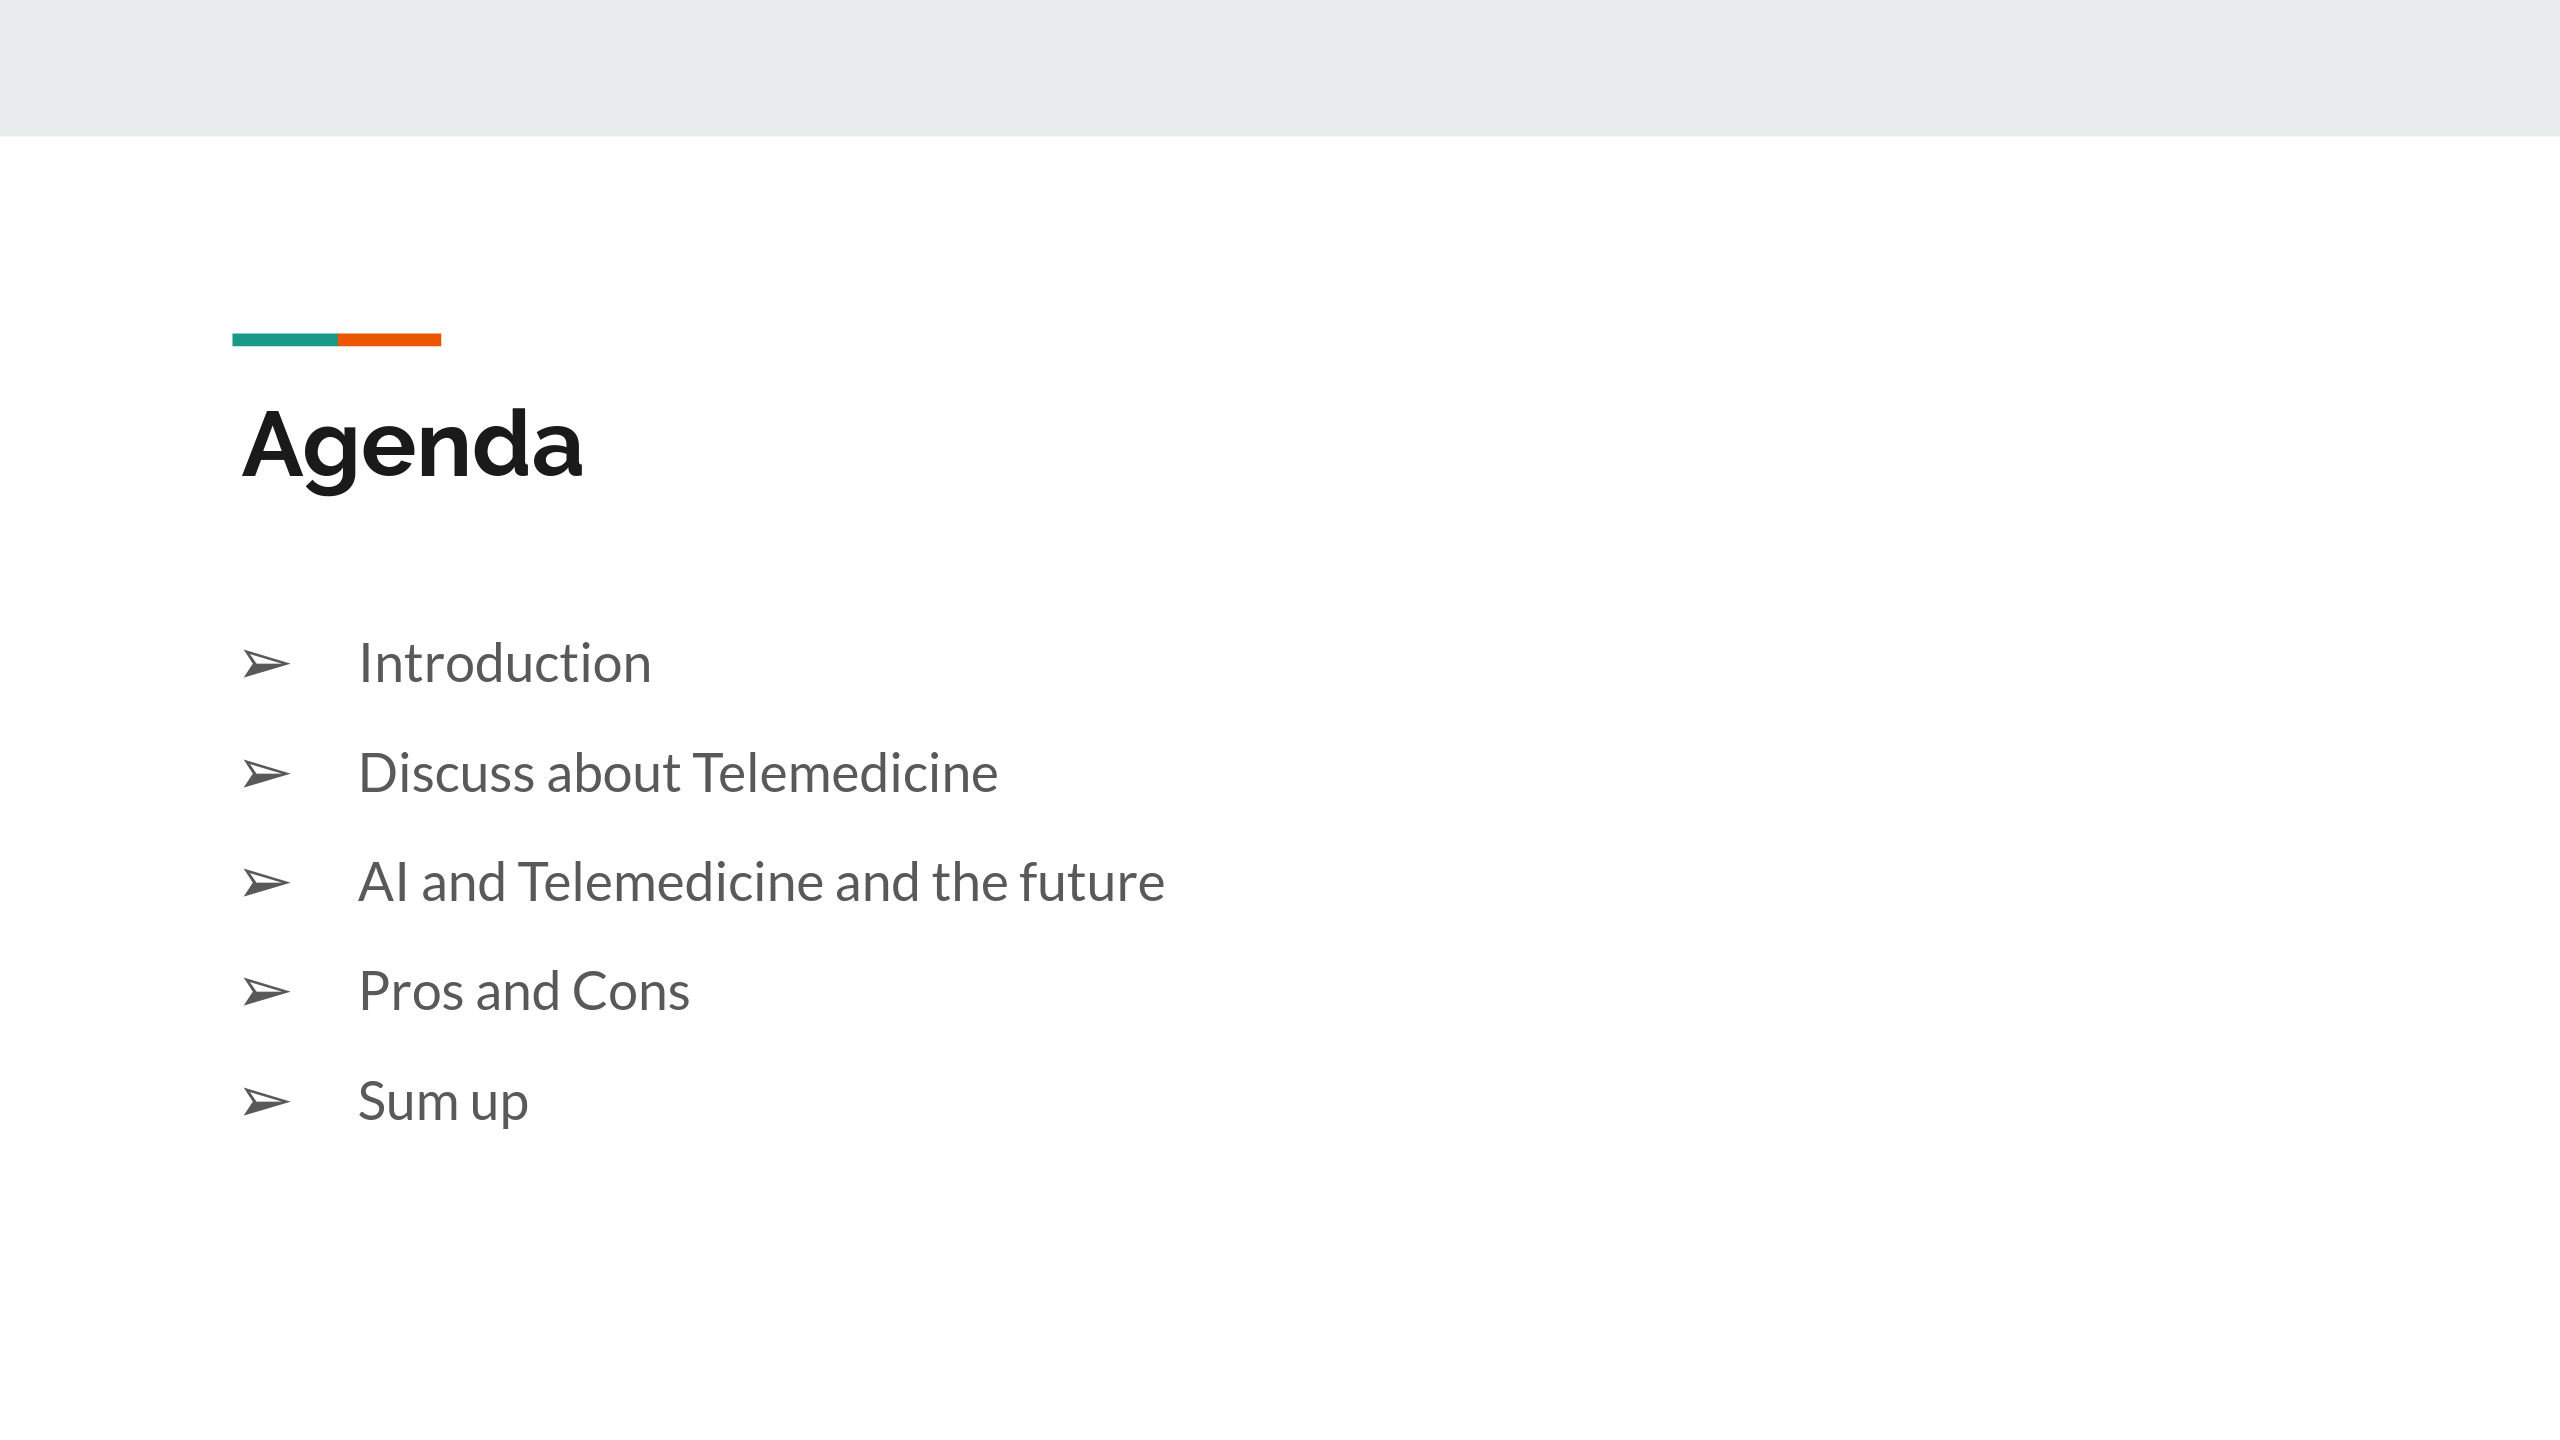 Agenda
➢ Introduction
➢ Discuss about Telemedicine
➢ AI and Telemedicine and the future
➢ Pros and Cons
➢ Sum up